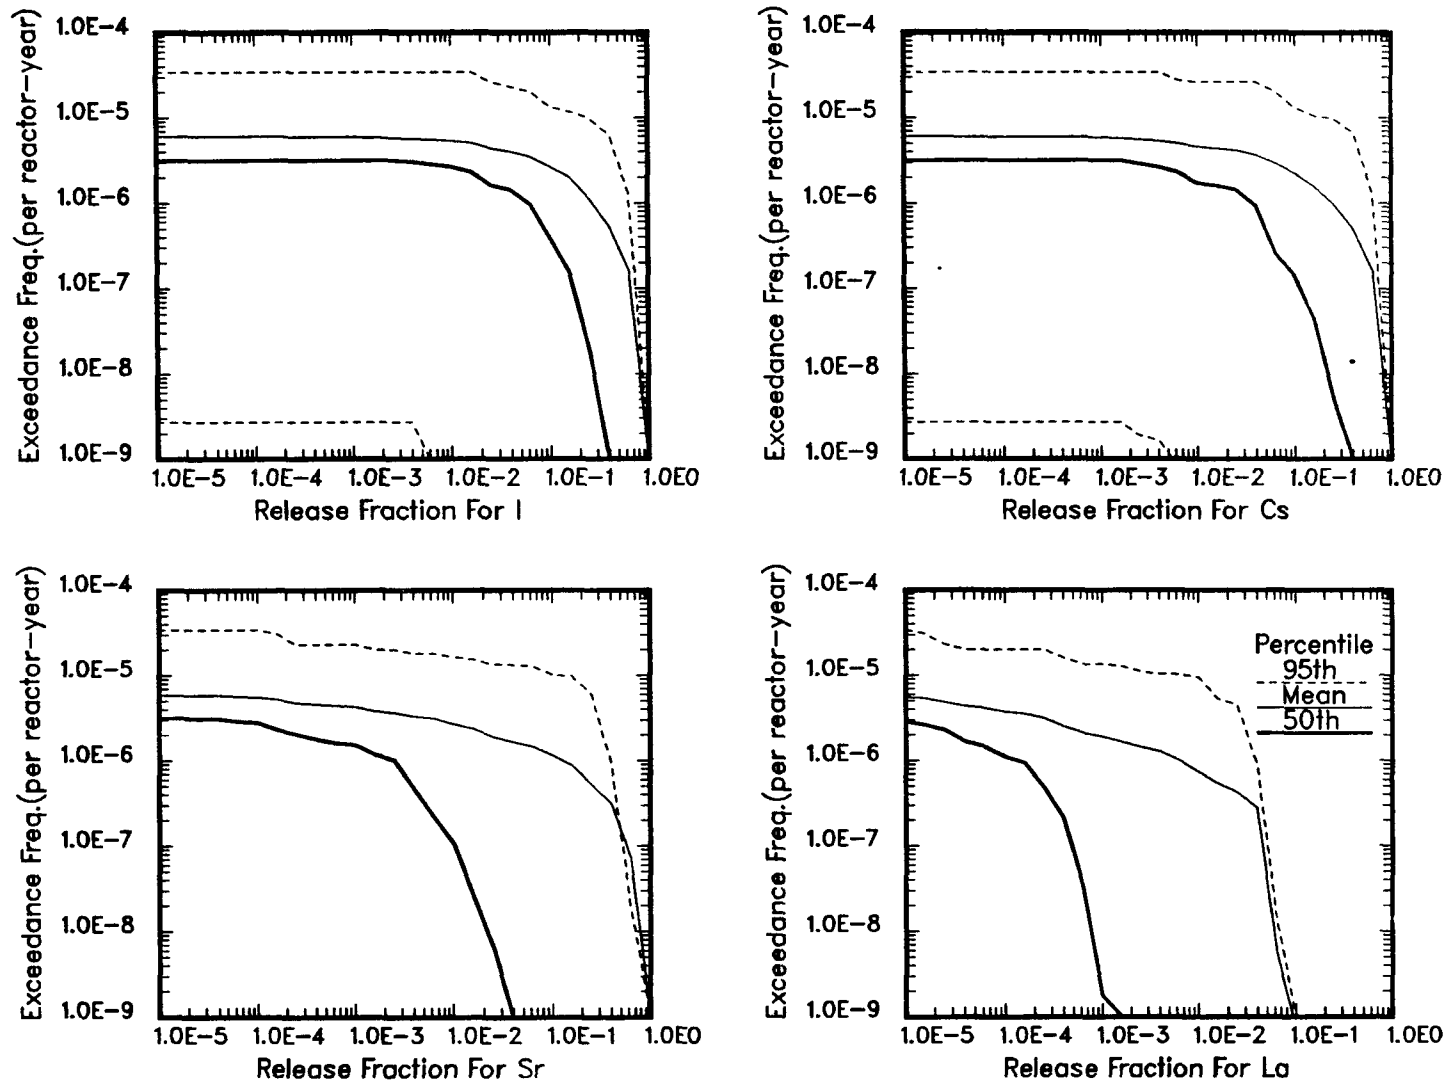 Exceedance Freq.(per reactor-year)
1.0E-4
1.0E-5
1.0E-6
1.0E-7
1.0E-8
1.0E-9
1.0E-5 1.0E-4 1.0E-3 1.0E-2 1.0E-1 1.0E0
Release Fraction For I
Exceedance Freq.(per reactor-year)
1.0E-4
1.0E-5
1.0E-6
1.0E-7
1.0E-8
1.0E-9
1.0E-5 1.0E-4 1.0E-3 1.0E-2 1.0E-1 1.0E0
Release Fraction For Cs
Exceedance Freq.(per reactor-year)
1.0E-4
1.0E-5
1.0E-6
1.0E-7
1.0E-8
1.0E-9
1.0E-5 1.0E-4 1.0E-3 1.0E-2 1.0E-1 1.0E0
Release Fraction For Sr
Exceedance Freq.(per reactor-year)
1.0E-4
1.0E-5
1.0E-6
1.0E-7
1.0E-8
1.0E-9
1.0E-5 1.0E-4 1.0E-3 1.0E-2 1.0E-1 1.0E0
Release Fraction For La
Percentile
95th
Mean
50th